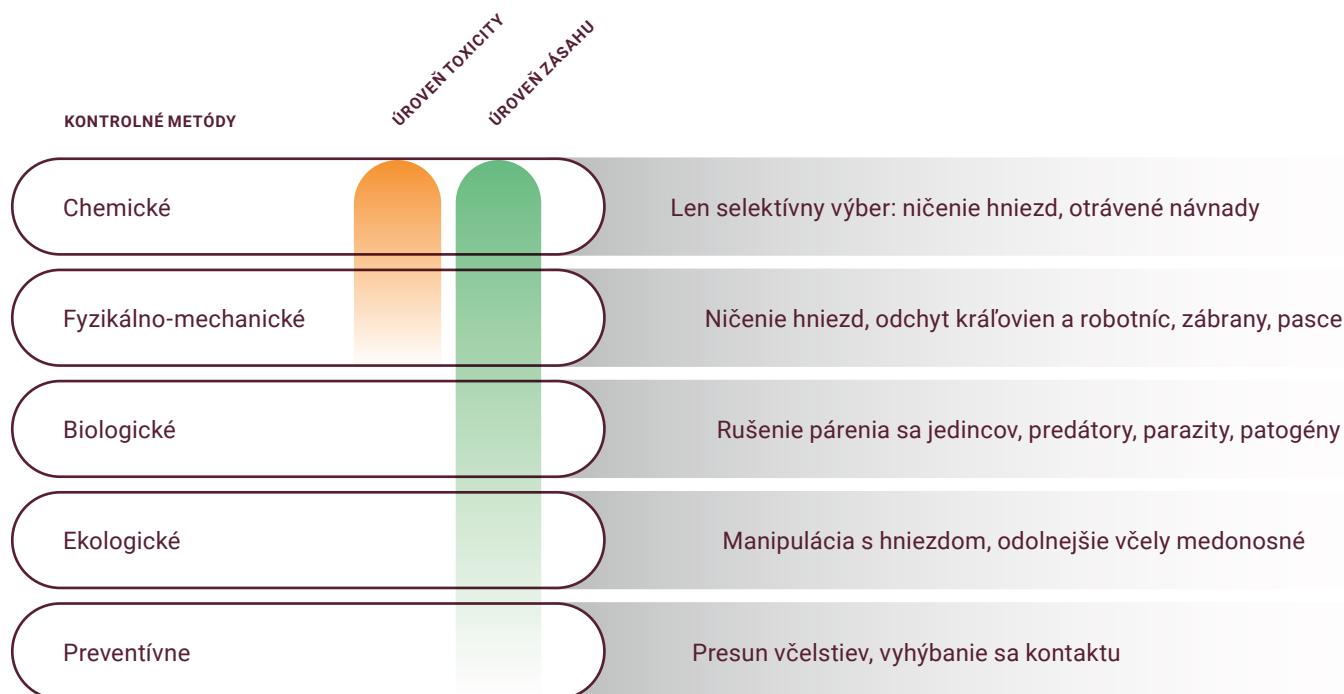 ÚROVEŇ TOXICITY
ÚROVEŇ ZÁSAHU
KONTROLNÉ METÓDY
Chemické
Len selektívny výber: ničenie hniezd, otrávené návnady
Fyzikálno-mechanické
Ničenie hniezd, odchyt kráľovien a robotníc, zábrany, pasce
Biologické
Rušenie párenia sa jedincov, predátory, parazity, patogény
Ekologické
Manipulácia s hniezdom, odolnejšie včely medonosné
Preventívne
Presun včelstiev, vyhýbanie sa kontaktu